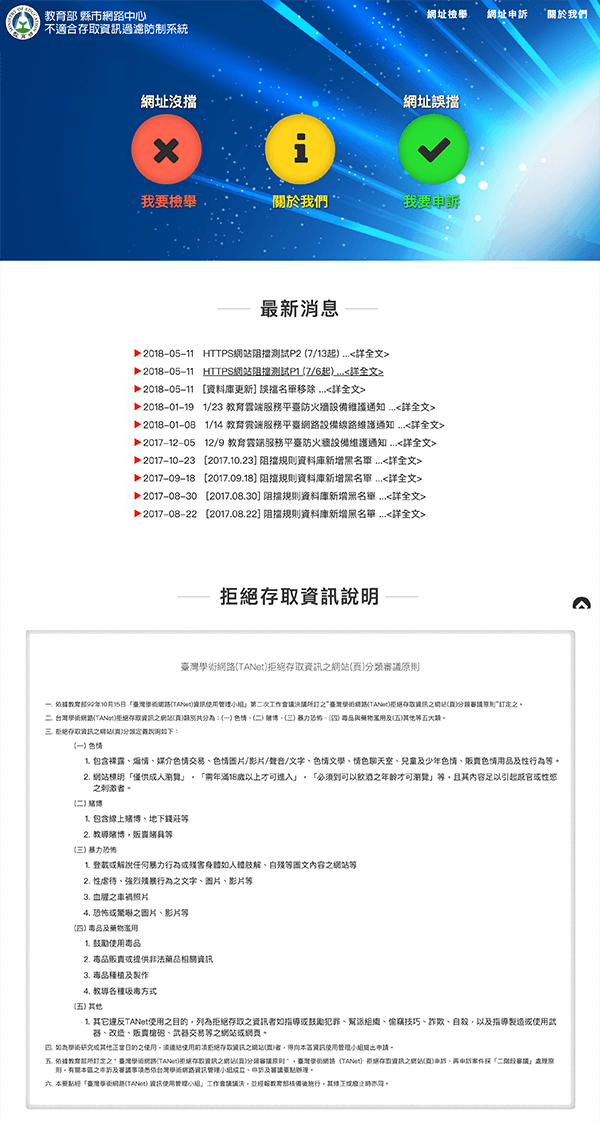 教育部 縣市網路中心
不適合存取資訊過濾防制系統
網址檢舉 網址申訴 關於我們
網址沒擋 網址誤擋
我要檢舉 關於我們 我要申訴
最新消息
2018-05-11 HTTPS網站阻擋測試P2 (7/13起) ...<詳全文>
2018-05-11 HTTPS網站阻擋測試P1 (7/6起) ...<詳全文>
2018-05-11 [資料庫更新] 誤擋名單移除 ...<詳全文>
2018-01-19 1/23 教育雲端服務平臺防火牆設備維護通知 ...<詳全文>
2018-01-08 1/14 教育雲端服務平臺網路設備線路維護通知 ...<詳全文>
2017-12-05 12/9 教育雲端服務平臺防火牆設備維護通知 ...<詳全文>
2017-10-23 [2017.10.23] 阻擋規則資料庫新增黑名單 ...<詳全文>
2017-09-18 [2017.09.18] 阻擋規則資料庫新增黑名單 ...<詳全文>
2017-08-30 [2017.08.30] 阻擋規則資料庫新增黑名單 ...<詳全文>
2017-08-22 [2017.08.22] 阻擋規則資料庫新增黑名單 ...<詳全文>
拒絕存取資訊說明
臺灣學術網路(TANet)拒絕存取資訊之網站(頁)分類審議原則
一. 依據教育部92年10月15日「臺灣學術網路(TANet)資訊使用管理小組」第二次工作會議決議所訂之"臺灣學術網路(TANet)拒絕存取資訊之網站(頁)分類審議原則"訂定之。
二. 台灣學術網路(TANet)拒絕存取資訊之網站(頁)類別共分為：(一) 色情、(二) 賭博、(三) 暴力恐怖、(四) 毒品與藥物濫用及(五)其他等五大類。
三. 拒絕存取資訊之網站(頁)分類定義說明如下：
(一) 色情
1. 包含裸露、煽情、媒介色情交易、色情圖片/影片/聲音/文字、色情文學、情色聊天室、兒童及少年色情、販賣色情用品及性行為等。
2. 網站標明「僅供成人瀏覽」，「需年滿18歲以上才可進入」，「必須到可以飲酒之年齡才可瀏覽」等，且其內容足以引起感官或性慾
之刺激者。
(二) 賭博
1. 包含線上賭博、地下錢莊等
2. 教導賭博，販賣賭具等
(三) 暴力恐怖
1. 登載或解說任何暴力行為或殘害身體如人體肢解、自殘等圖文內容之網站等
2. 性虐待、強烈殘暴行為之文字、圖片、影片等
3. 血腥之車禍照片
4. 恐怖或驚嚇之圖片、影片等
(四) 毒品及藥物濫用
1. 鼓勵使用毒品
2. 毒品販賣或提供非法藥品相關資訊
3. 毒品種植及製作
4. 教導各種吸毒方式
(五) 其他
1. 其它違反TANet使用之目的，列為拒絕存取之資訊者如指導或鼓勵犯罪、幫派組織、偷竊技巧、詐欺、自殺，以及指導製造或使用武
器、改造、販賣槍砲、武器交易等之網站或網頁。
四. 如為學術研究或其他正當目的之使用，須連結使用前項拒絕存取資訊之網站(頁)者，得向本區資訊使用管理小組提出申請。
五. 依據教育部所訂定之 " 臺灣學術網路(TANet)拒絕存取資訊之網站(頁)分類審議原則 "，臺灣學術網路（TANet）拒絕存取資訊之網站(頁)申訴、再申訴案件採「二階段審議」處理原
則，有關本區之申訴及審議事項悉依台灣學術網路資訊管理小組成立、申訴及審議要點辦理。
六. 本要點經「臺灣學術網路(TANet) 資訊使用管理小組」工作會議議決，並經報教育部核備後施行，其修正或廢止時亦同。